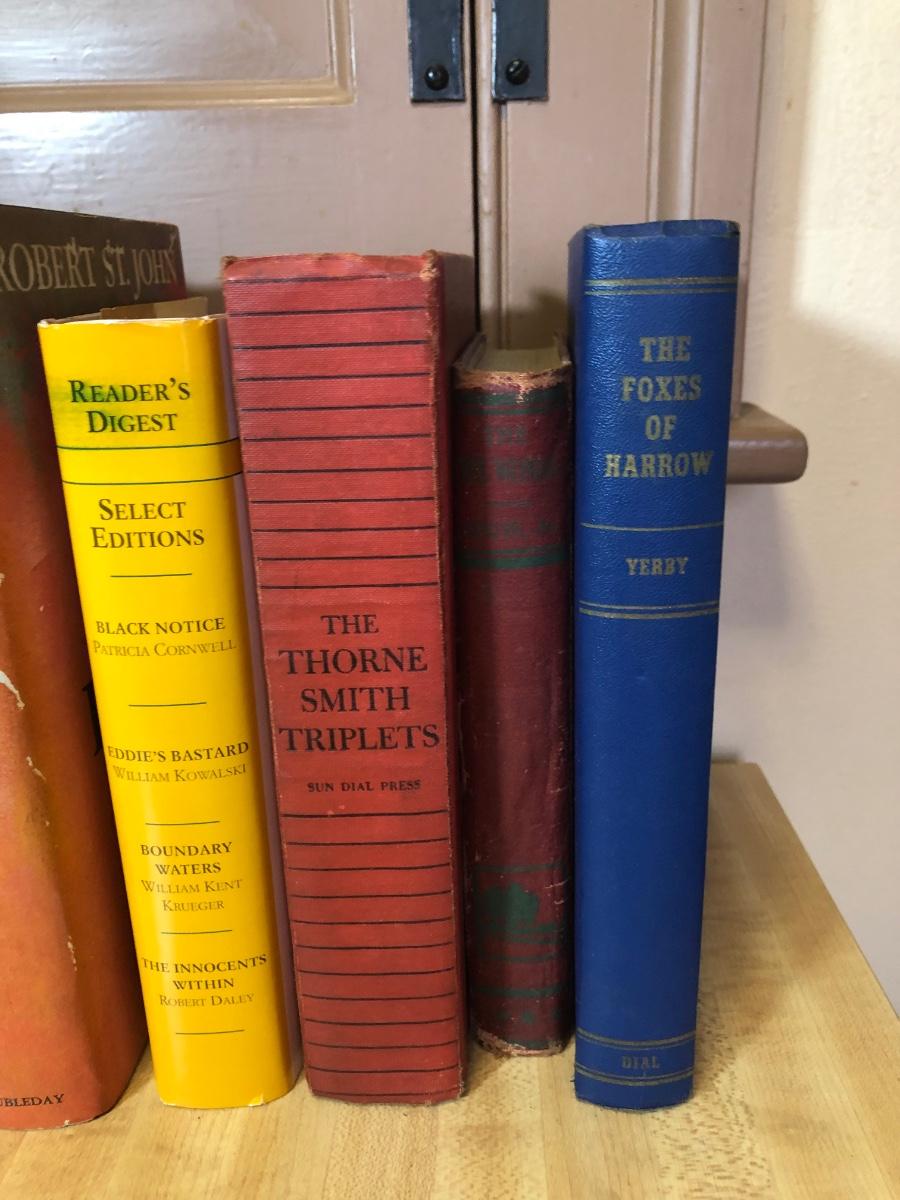 ROBERT ST. JOHN
UBLEDAY
READER'S
DIGEST
SELECT
EDITIONS
BLACK NOTICE
PATRICIA CORNWELL
EDDIE'S BASTARD
WILLIAM KOWALSKI
BOUNDARY
WATERS
WILLIAM KENT
KRUEGER
THE INNOCENTS
WITHIN
ROBERT DALEY
THE
THORNE
SMITH
TRIPLETS
SUN DIAL PRESS
THE
THE
FOXES
OF
HARROW
YERBY
DIAL